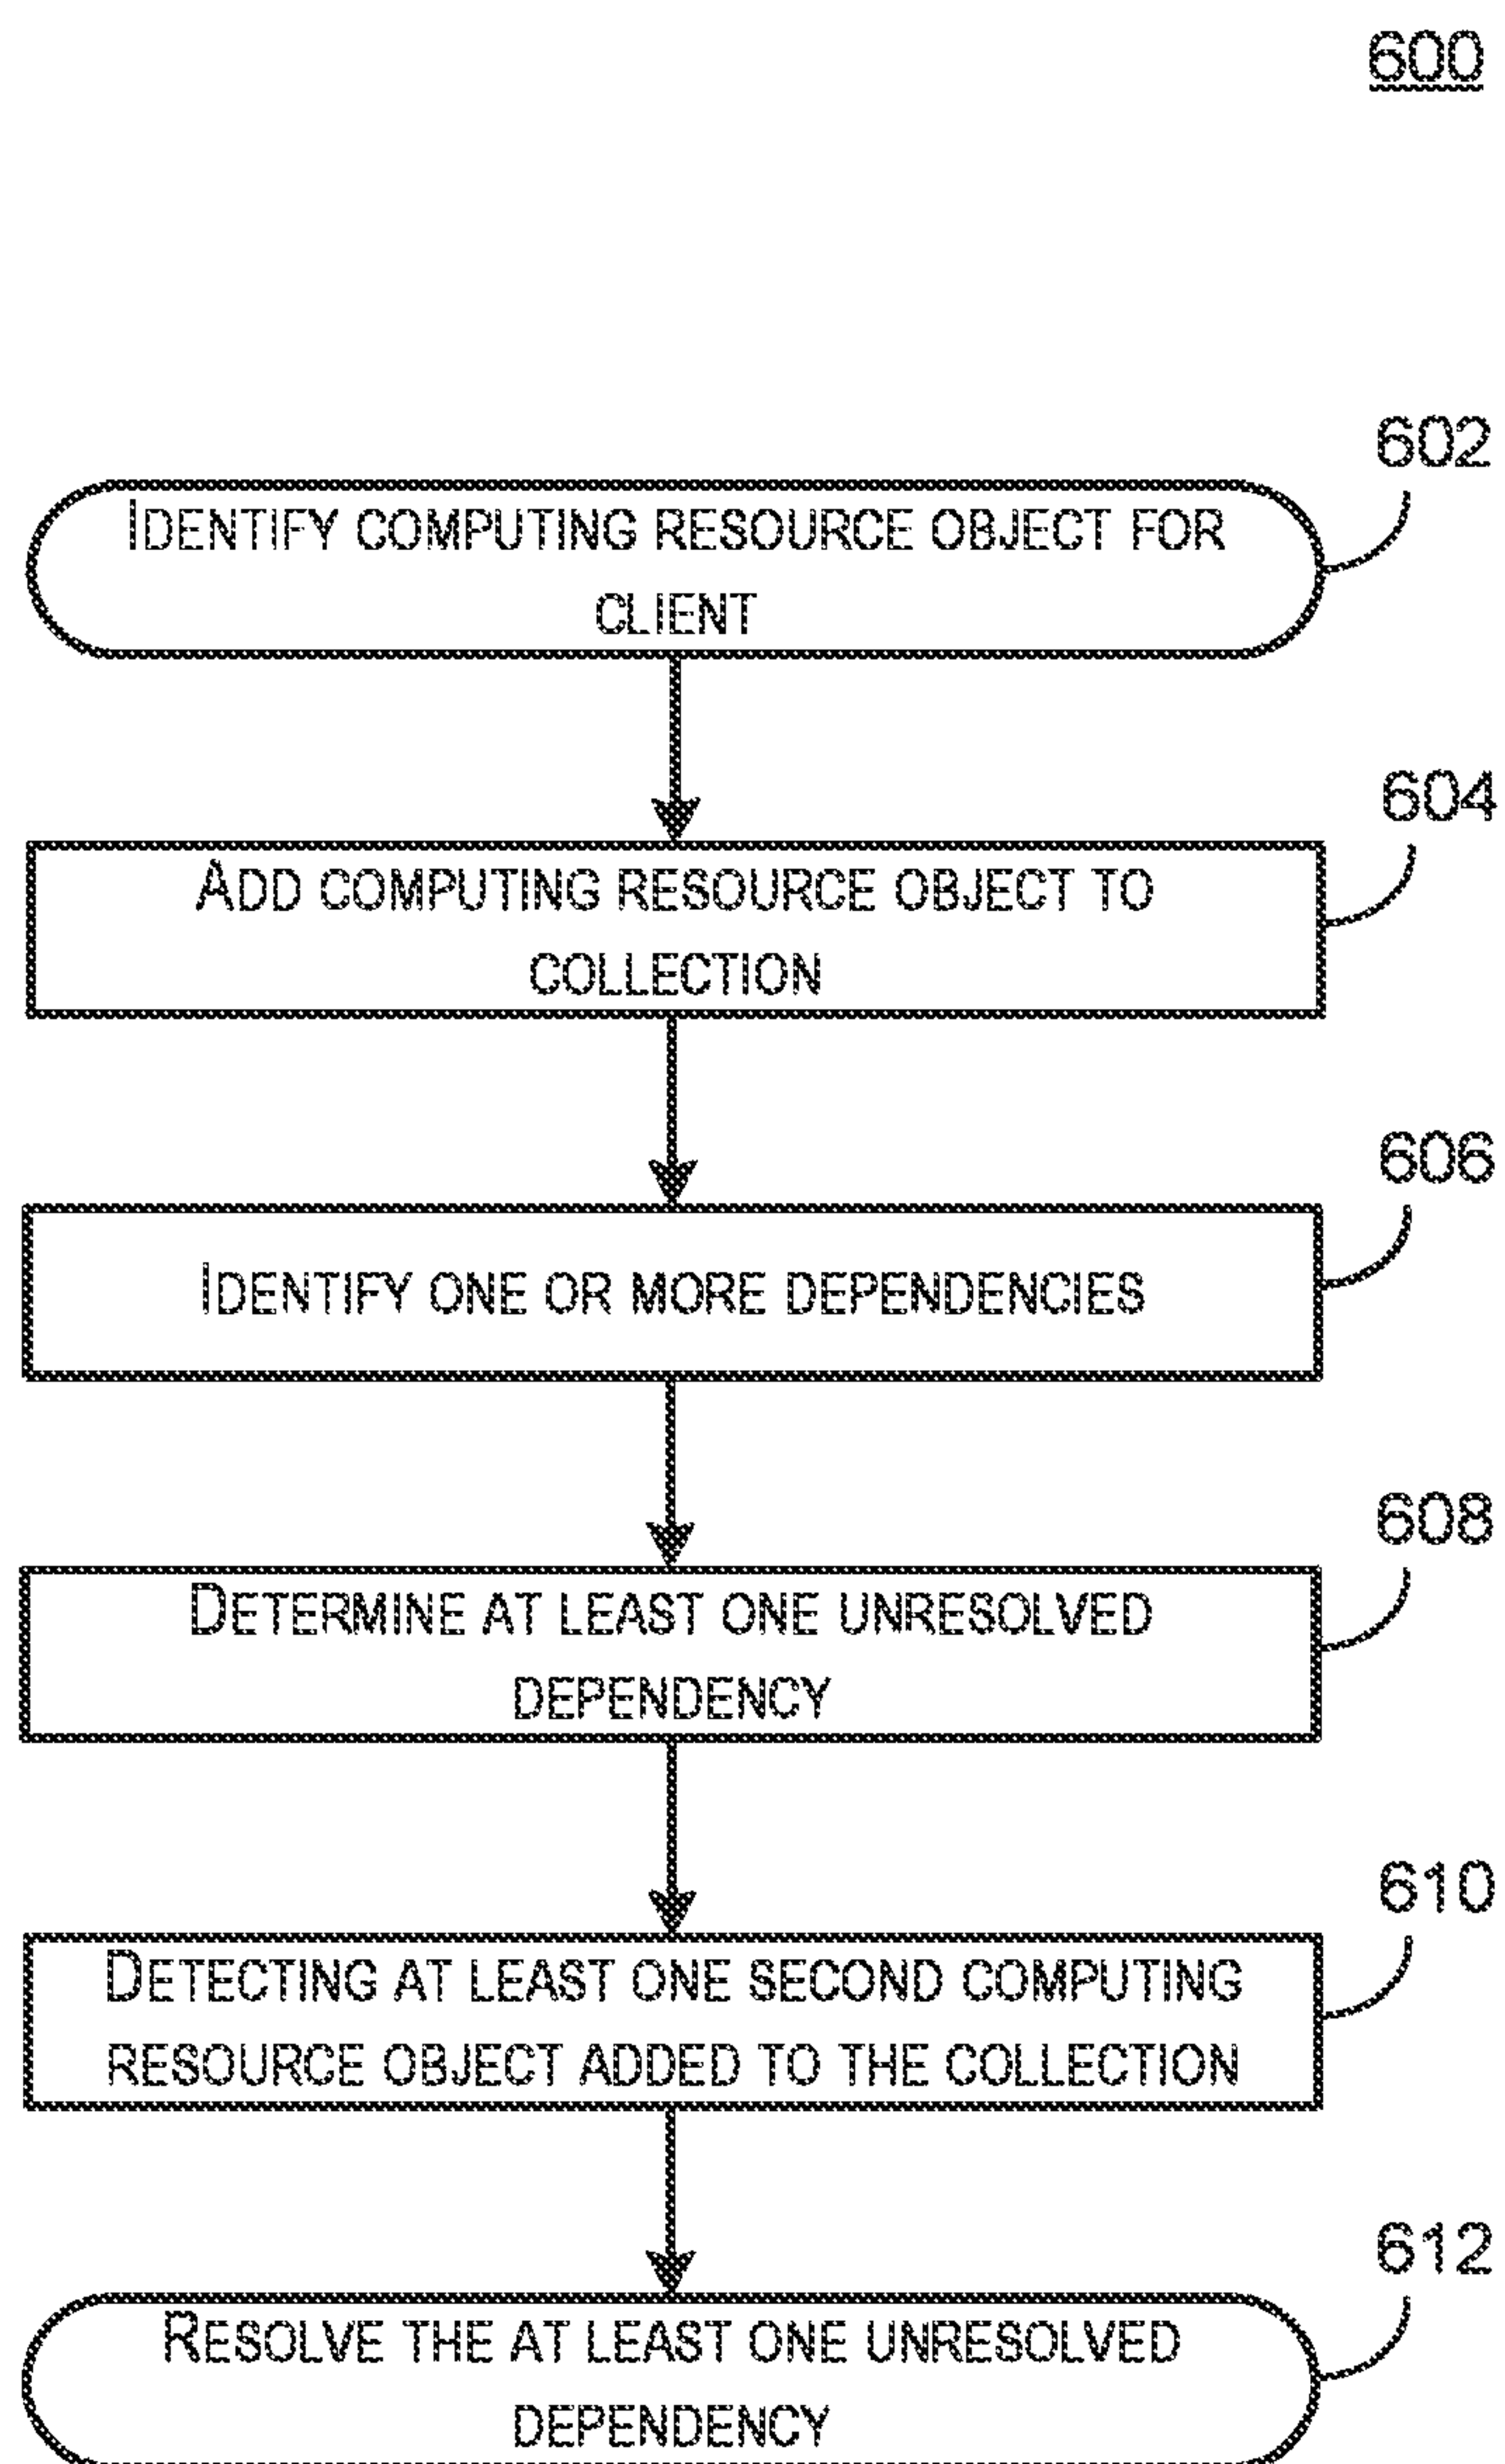 600
602
IDENTIFY COMPUTING RESOURCE OBJECT FOR
CLIENT
604
ADD COMPUTING RESOURCE OBJECT TO
COLLECTION
606
IDENTIFY ONE OR MORE DEPENDENCIES
608
DETERMINE AT LEAST ONE UNRESOLVED
DEPENDENCY
610
DETECTING AT LEAST ONE SECOND COMPUTING
RESOURCE OBJECT ADDED TO THE COLLECTION
612
RESOLVE THE AT LEAST ONE UNRESOLVED
DEPENDENCY